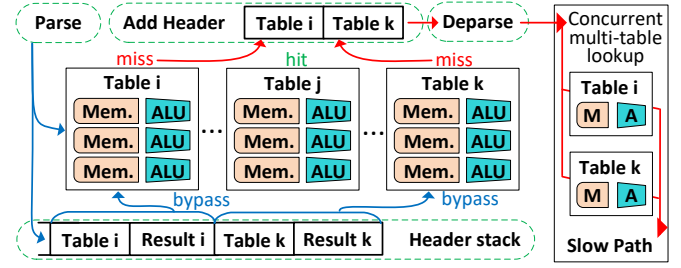 Parse
Add Header
Table i
Table k
Deparse
Concurrent
multi-table
lookup
miss
hit
miss
Table i
Mem. ALU
Mem. ALU
Mem. ALU
...
Table j
Mem. ALU
Mem. ALU
Mem. ALU
...
Table k
Mem. ALU
Mem. ALU
Mem. ALU
Table i
M A
Table k
M A
bypass
bypass
Table i
Result i
Table k
Result k
Header stack
Slow Path